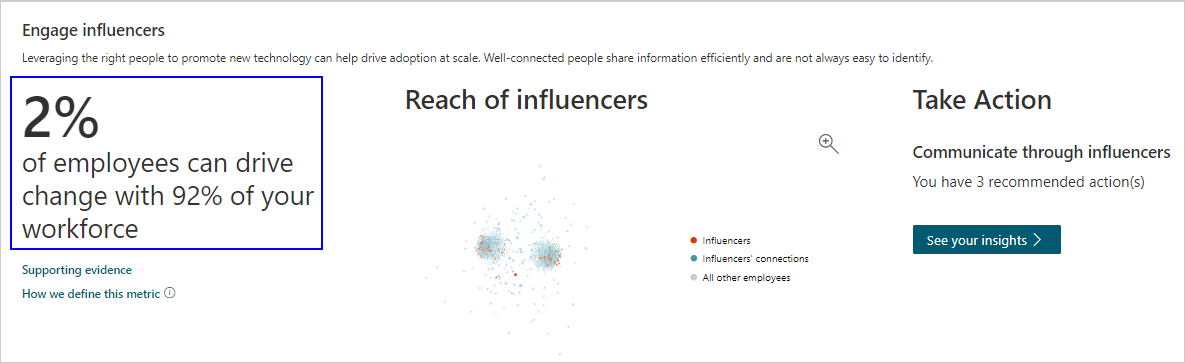 Engage influencers
Leveraging the right people to promote new technology can help drive adoption at scale. Well-connected people share information efficiently and are not always easy to identify.
2%
of employees can drive
change with 92% of your
workforce
Supporting evidence
How we define this metric
Reach of influencers
Influencers
Influencers' connections
All other employees
Take Action
Communicate through influencers
You have 3 recommended action(s)
See your insights